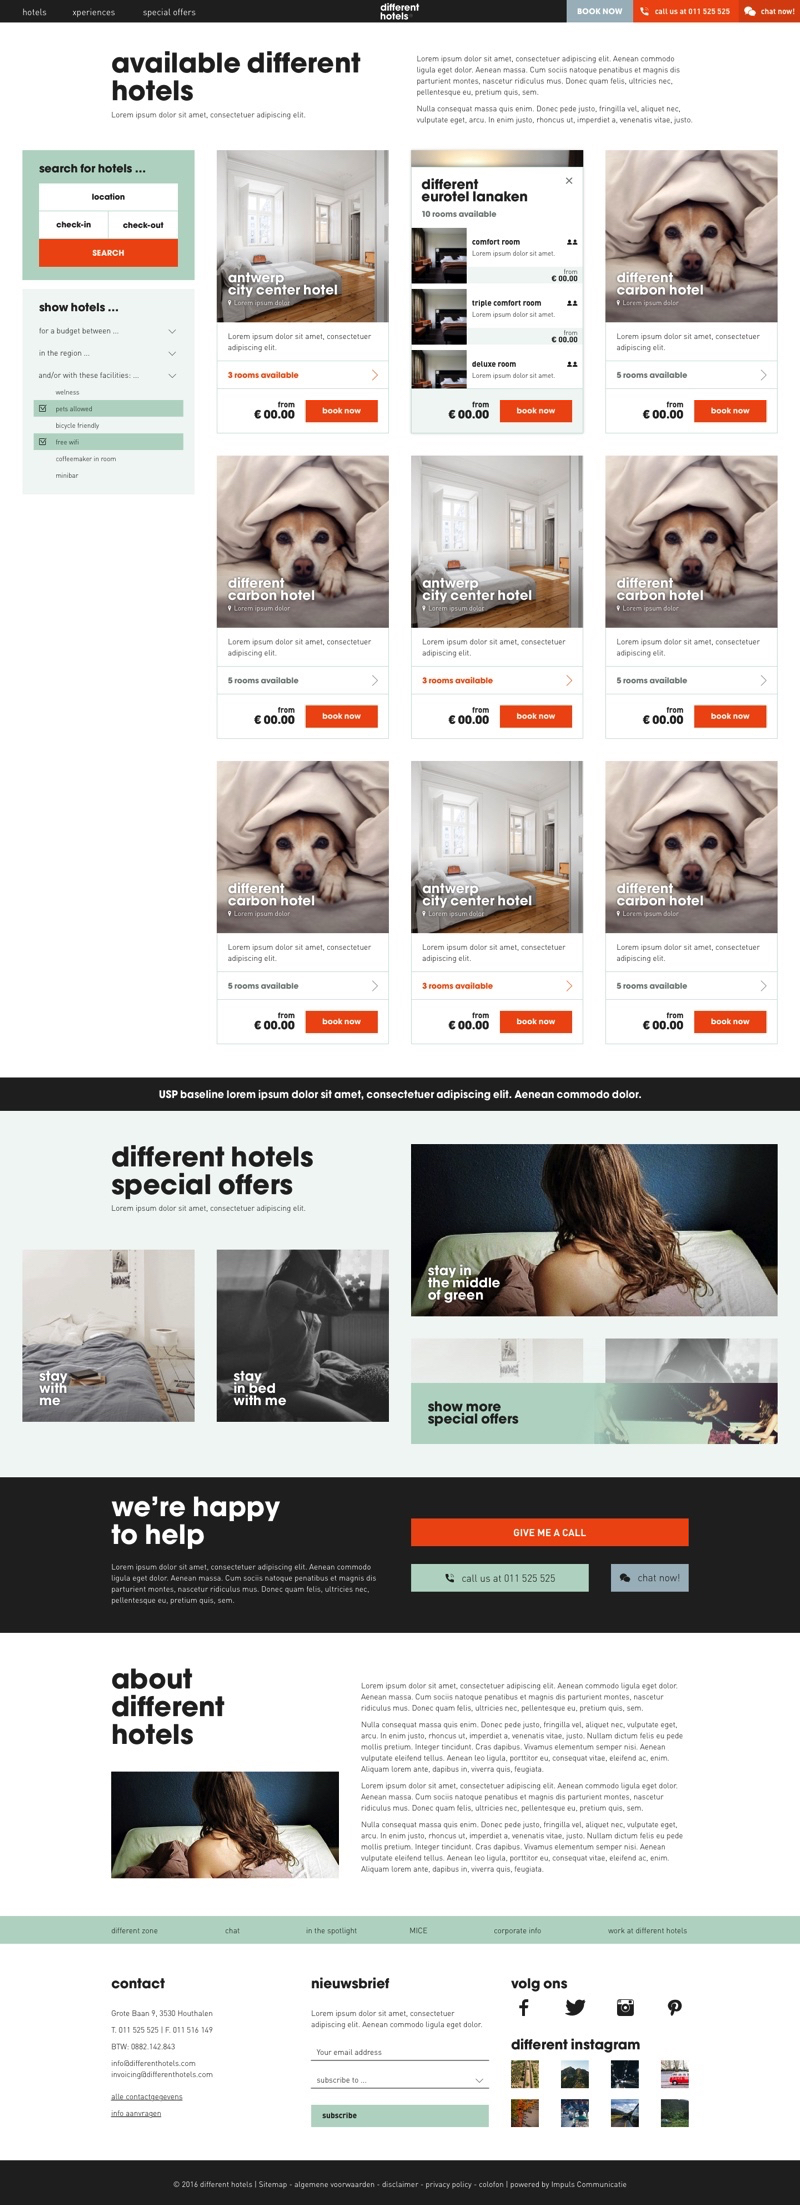 hotels
xperiences
special offers
different
hotels
BOOK NOW
call us at 011 525 525
chat now!
available different
hotels
Lorem ipsum dolor sit amet, consectetuer adipiscing elit.
Lorem ipsum dolor sit amet, consectetuer adipiscing elit. Aenean commodo
ligula eget dolor. Aenean massa. Cum sociis natoque penatibus et magnis dis
parturient montes, nascetur ridiculus mus. Donec quam felis, ultricies nec,
pellentesque eu, pretium quis, sem.
Nulla consequat massa quis enim. Donec pede justo, fringilla vel, aliquet nec,
vulputate eget, arcu. In enim justo, rhoncus ut, imperdiet a, venenatis vitae, justo.
search for hotels ...
location
check-in
check-out
SEARCH
show hotels ...
for a budget between ...
in the region ...
and/or with these facilities: ...
welness
pets allowed
bicycle friendly
free wifi
coffeemaker in room
minibar
antwerp
city center hotel
Lorem ipsum dolor
Lorem ipsum dolor sit amet, consectetuer
adipiscing elit.
3 rooms available
from
€ 00.00
book now
different
eurotel lanaken
10 rooms available
comfort room
Lorem ipsum dolor sit amet.
from
€ 00.00
triple comfort room
Lorem ipsum dolor sit amet.
from
€ 00.00
deluxe room
Lorem ipsum dolor sit amet.
from
€ 00.00
book now
different
carbon hotel
Lorem ipsum dolor
Lorem ipsum dolor sit amet, consectetuer
adipiscing elit.
5 rooms available
from
€ 00.00
book now
different
carbon hotel
Lorem ipsum dolor
Lorem ipsum dolor sit amet, consectetuer
adipiscing elit.
5 rooms available
from
€ 00.00
book now
antwerp
city center hotel
Lorem ipsum dolor
Lorem ipsum dolor sit amet, consectetuer
adipiscing elit.
3 rooms available
from
€ 00.00
book now
different
carbon hotel
Lorem ipsum dolor
Lorem ipsum dolor sit amet, consectetuer
adipiscing elit.
5 rooms available
from
€ 00.00
book now
different
carbon hotel
Lorem ipsum dolor
Lorem ipsum dolor sit amet, consectetuer
adipiscing elit.
5 rooms available
from
€ 00.00
book now
antwerp
city center hotel
Lorem ipsum dolor
Lorem ipsum dolor sit amet, consectetuer
adipiscing elit.
3 rooms available
from
€ 00.00
book now
different
carbon hotel
Lorem ipsum dolor
Lorem ipsum dolor sit amet, consectetuer
adipiscing elit.
5 rooms available
from
€ 00.00
book now
USP baseline lorem ipsum dolor sit amet, consectetuer adipiscing elit. Aenean commodo dolor.
different hotels
special offers
Lorem ipsum dolor sit amet, consectetuer adipiscing elit.
stay
with
me
stay
in bed
with me
stay in
the middle
of green
show more
special offers
we're happy
to help
Lorem ipsum dolor sit amet, consectetuer adipiscing elit. Aenean commodo
ligula eget dolor. Aenean massa. Cum sociis natoque penatibus et magnis dis
parturient montes, nascetur ridiculus mus. Donec quam felis, ultricies nec,
pellentesque eu, pretium quis, sem.
GIVE ME A CALL
call us at 011 525 525
chat now!
about
different
hotels
Lorem ipsum dolor sit amet, consectetuer adipiscing elit. Aenean commodo ligula eget dolor.
Aenean massa. Cum sociis natoque penatibus et magnis dis parturient montes, nascetur
ridiculus mus. Donec quam felis, ultricies nec, pellentesque eu, pretium quis, sem.
Nulla consequat massa quis enim. Donec pede justo, fringilla vel, aliquet nec, vulputate eget,
arcu. In enim justo, rhoncus ut, imperdiet a, venenatis vitae, justo. Nullam dictum felis eu pede
mollis pretium. Integer tincidunt. Cras dapibus. Vivamus elementum semper nisi. Aenean
vulputate eleifend tellus. Aenean leo ligula, porttitor eu, consequat vitae, eleifend ac, enim.
Aliquam lorem ante, dapibus in, viverra quis, feugiata.
Lorem ipsum dolor sit amet, consectetuer adipiscing elit. Aenean commodo ligula eget dolor.
Aenean massa. Cum sociis natoque penatibus et magnis dis parturient montes, nascetur
ridiculus mus. Donec quam felis, ultricies nec, pellentesque eu, pretium quis, sem.
Nulla consequat massa quis enim. Donec pede justo, fringilla vel, aliquet nec, vulputate eget,
arcu. In enim justo, rhoncus ut, imperdiet a, venenatis vitae, justo. Nullam dictum felis eu pede
mollis pretium. Integer tincidunt. Cras dapibus. Vivamus elementum semper nisi. Aenean
vulputate eleifend tellus. Aenean leo ligula, porttitor eu, consequat vitae, eleifend ac, enim.
Aliquam lorem ante, dapibus in, viverra quis, feugiata.
different zone
chat
in the spotlight
MICE
corporate info
work at different hotels
contact
Grote Baan 9, 3530 Houthalen
T. 011 525 525 | F. 011 516 149
BTW: 0882.142.843
info@differenthotels.com
invoicing@differenthotels.com
alle contactgegevens
info aanvragen
nieuwsbrief
Lorem ipsum dolor sit amet, consectetuer
adipiscing elit. Aenean commodo ligula eget dolor.
Your email address
subscribe to ...
subscribe
volg ons
different instagram
© 2016 different hotels | Sitemap - algemene voorwaarden - disclaimer - privacy policy - colofon | powered by Impuls Communicatie